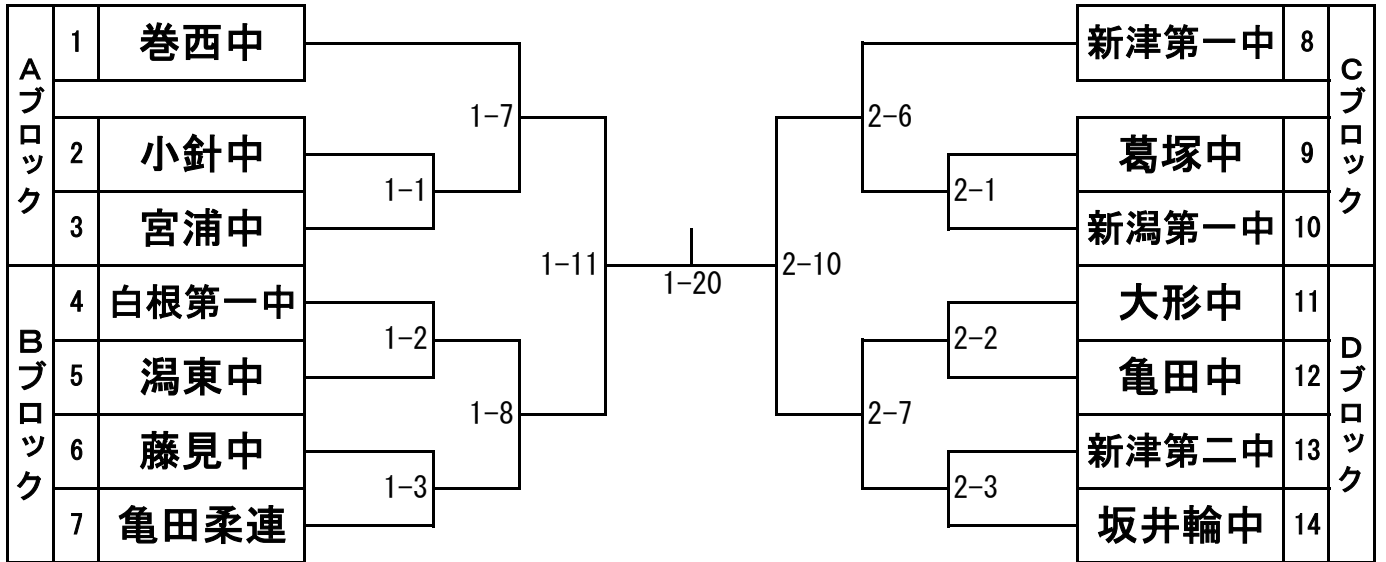 Aブロック
1 巻西中
2 小針中
3 宮浦中
Bブロック
4 白根第一中
5 潟東中
6 藤見中
7 亀田柔連
1-7
1-1
1-2
1-8
1-3
1-11
1-20
2-10
2-6
2-1
2-2
2-7
2-3
Cブロック
新津第一中 8
葛塚中 9
新潟第一中 10
Dブロック
大形中 11
亀田中 12
新津第二中 13
坂井輪中 14